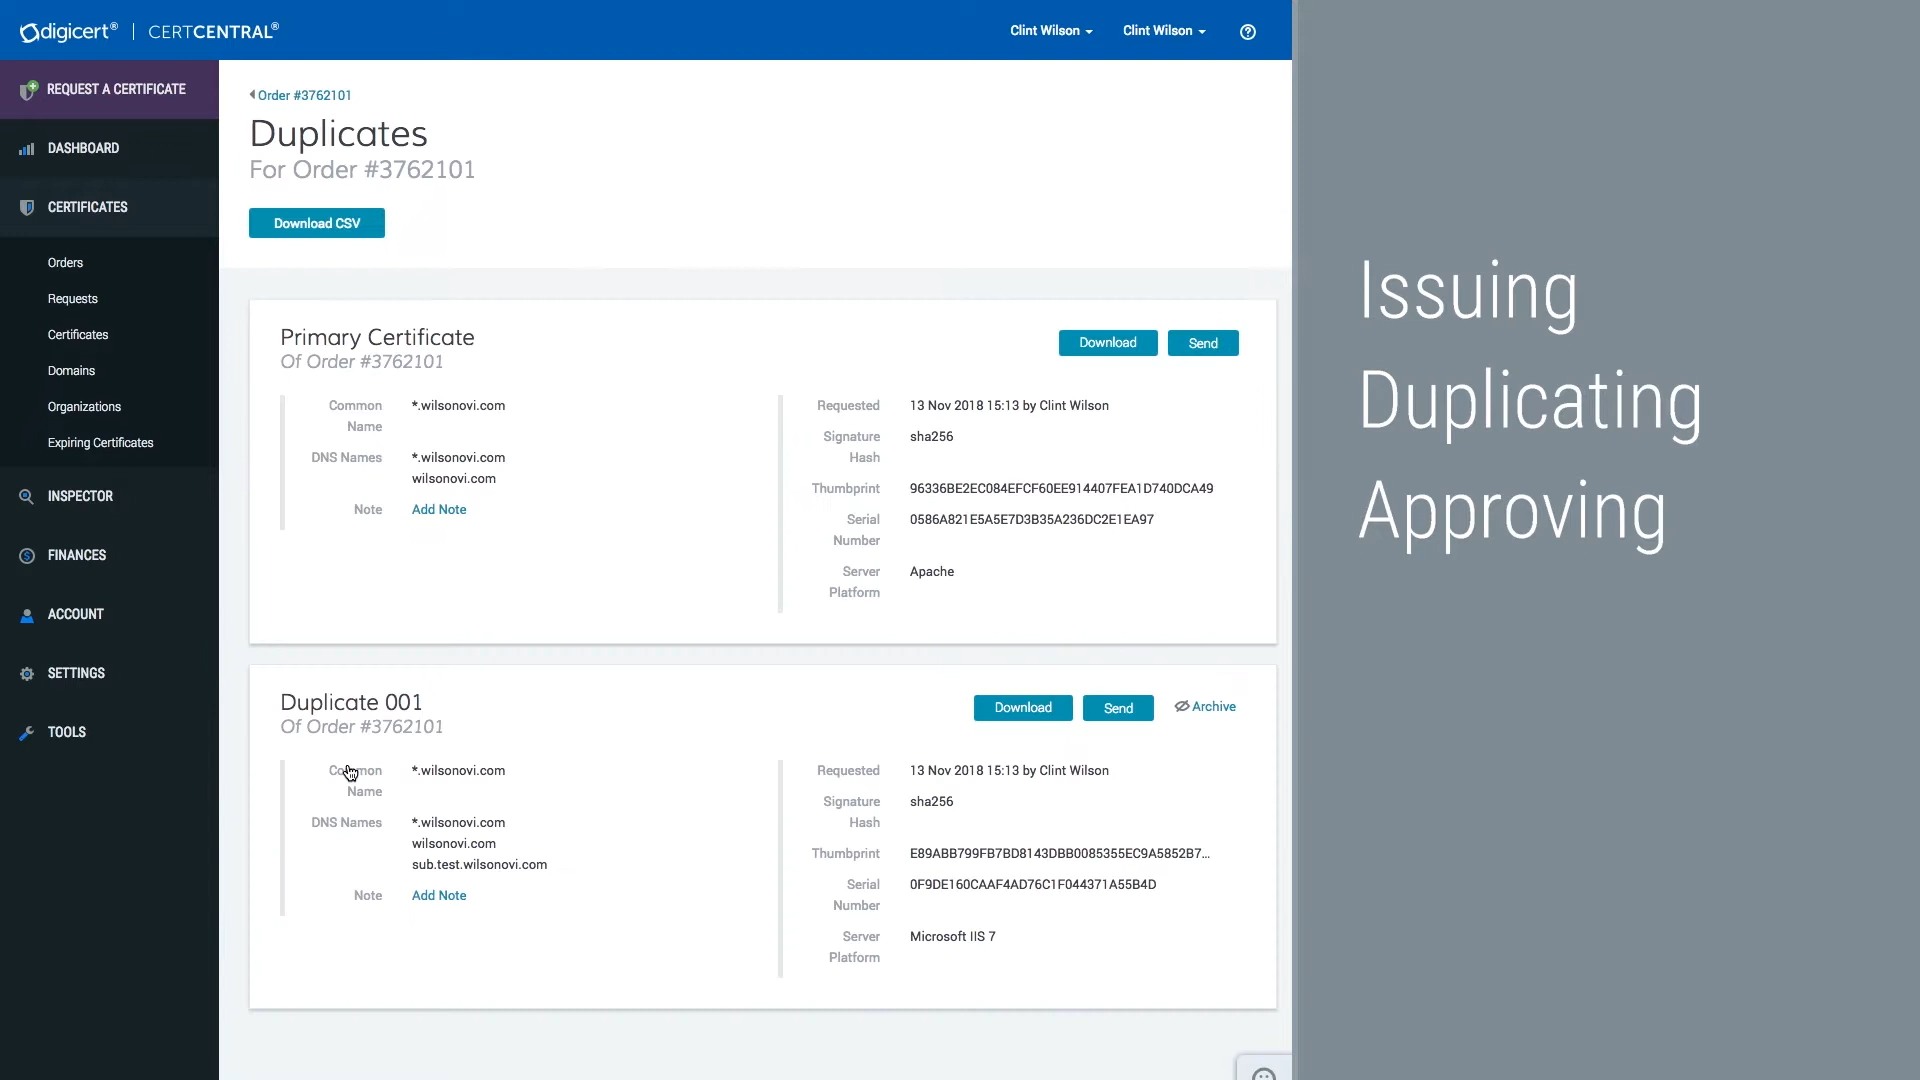 digicert® | CERTCENTRAL®
Clint Wilson
Clint Wilson
REQUEST A CERTIFICATE
DASHBOARD
CERTIFICATES
Orders
Requests
Certificates
Domains
Organizations
Expiring Certificates
INSPECTOR
FINANCES
ACCOUNT
SETTINGS
TOOLS
Order #3762101
Duplicates
For Order #3762101
Download CSV
Primary Certificate
Of Order #3762101
Download
Send
Common Name
*.wilsonovi.com
DNS Names
*.wilsonovi.com
wilsonovi.com
Note
Add Note
Requested
13 Nov 2018 15:13 by Clint Wilson
Signature Hash
sha256
Thumbprint
96336BE2EC084EFCF60EE914407FEA1D740DCA49
Serial Number
0586A821E5A5E7D3B35A236DC2E1EA97
Server Platform
Apache
Duplicate 001
Of Order #3762101
Download
Send
Archive
Common Name
*.wilsonovi.com
DNS Names
*.wilsonovi.com
wilsonovi.com
sub.test.wilsonovi.com
Note
Add Note
Requested
13 Nov 2018 15:13 by Clint Wilson
Signature Hash
sha256
Thumbprint
E89ABB799FB7BD8143DBB0085355EC9A5852B7...
Serial Number
0F9DE160CAAF4AD76C1F044371A55B4D
Server Platform
Microsoft IIS 7
Issuing
Duplicating
Approving